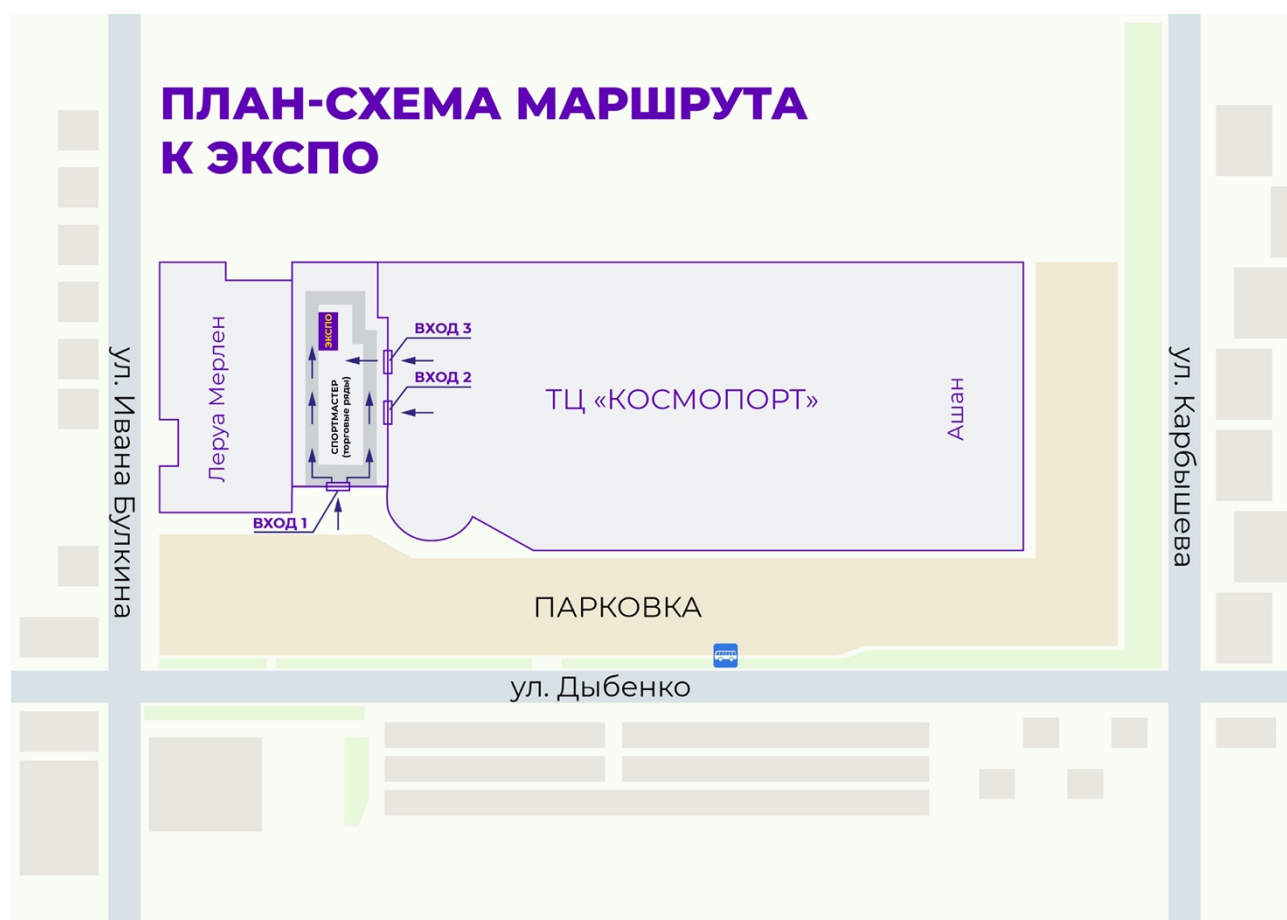 ПЛАН-СХЕМА МАРШРУТА
К ЭКСПО
ул. Ивана Булкина
Леруа Мерлен
ЭКСПО
СПОРТМАСТЕР
(торговые ряды)
ВХОД 3
ВХОД 2
ВХОД 1
ТЦ «КОСМОПОРТ»
Ашан
ул. Карбышева
ПАРКОВКА
ул. Дыбенко